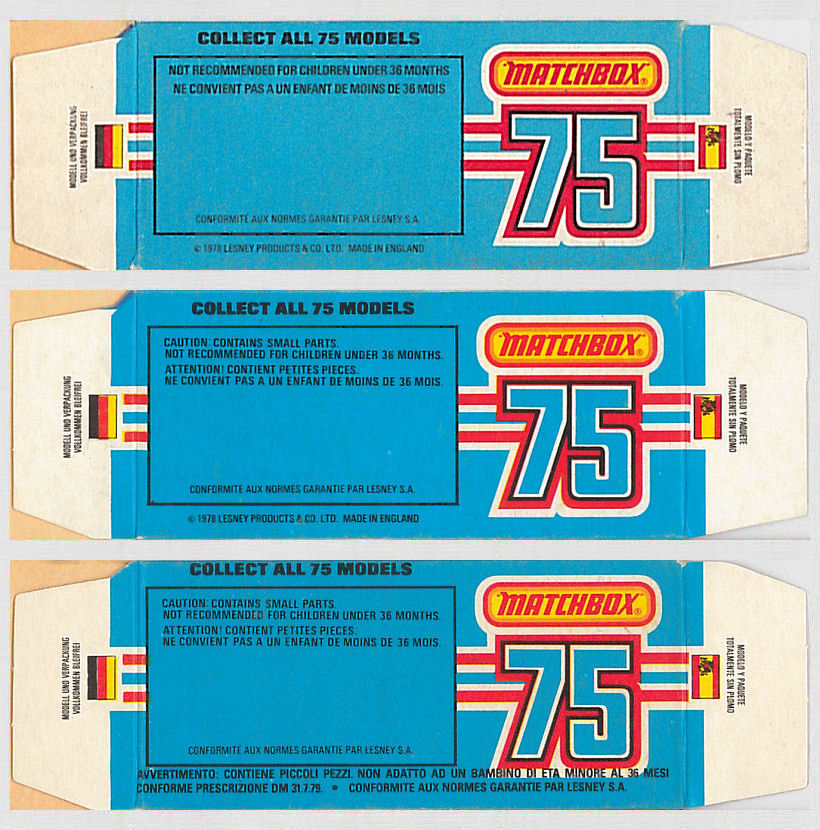 COLLECT ALL 75 MODELS
NOT RECOMMENDED FOR CHILDREN UNDER 36 MONTHS
NE CONVIENT PAS A UN ENFANT DE MOINS DE 36 MOIS
CONFORMITÉ AUX NORMES GARANTIE PAR LESNEY S.A.
© 1978 LESNEY PRODUCTS & CO. LTD. MADE IN ENGLAND
MODELL UND VERPACKUNG
VOLLKOMMEN BLEIFREI
"MATCHBOX"®
75
MODELO Y PAQUETE
TOTALMENTE SIN PLOMO
COLLECT ALL 75 MODELS
CAUTION: CONTAINS SMALL PARTS.
NOT RECOMMENDED FOR CHILDREN UNDER 36 MONTHS.
ATTENTION! CONTIENT PETITES PIECES.
NE CONVIENT PAS A UN ENFANT DE MOINS DE 36 MOIS.
CONFORMITÉ AUX NORMES GARANTIE PAR LESNEY S.A.
© 1978 LESNEY PRODUCTS & CO. LTD. MADE IN ENGLAND
MODELL UND VERPACKUNG
VOLLKOMMEN BLEIFREI
"MATCHBOX"®
75
MODELO Y PAQUETE
TOTALMENTE SIN PLOMO
COLLECT ALL 75 MODELS
CAUTION: CONTAINS SMALL PARTS.
NOT RECOMMENDED FOR CHILDREN UNDER 36 MONTHS.
ATTENTION! CONTIENT PETITES PIECES.
NE CONVIENT PAS A UN ENFANT DE MOINS DE 36 MOIS.
CONFORMITÉ AUX NORMES GARANTIE PAR LESNEY S.A.
MODELL UND VERPACKUNG
VOLLKOMMEN BLEIFREI
"MATCHBOX"®
75
MODELO Y PAQUETE
TOTALMENTE SIN PLOMO
AVVERTIMENTO: CONTIENE PICCOLI PEZZI. NON ADATTO AD UN BAMBINO DI ETA MINORE AL 36 MESI
CONFORME PRESCRIZIONE DM 31.7.79. • CONFORMITÉ AUX NORMES GARANTIE PAR LESNEY S.A.